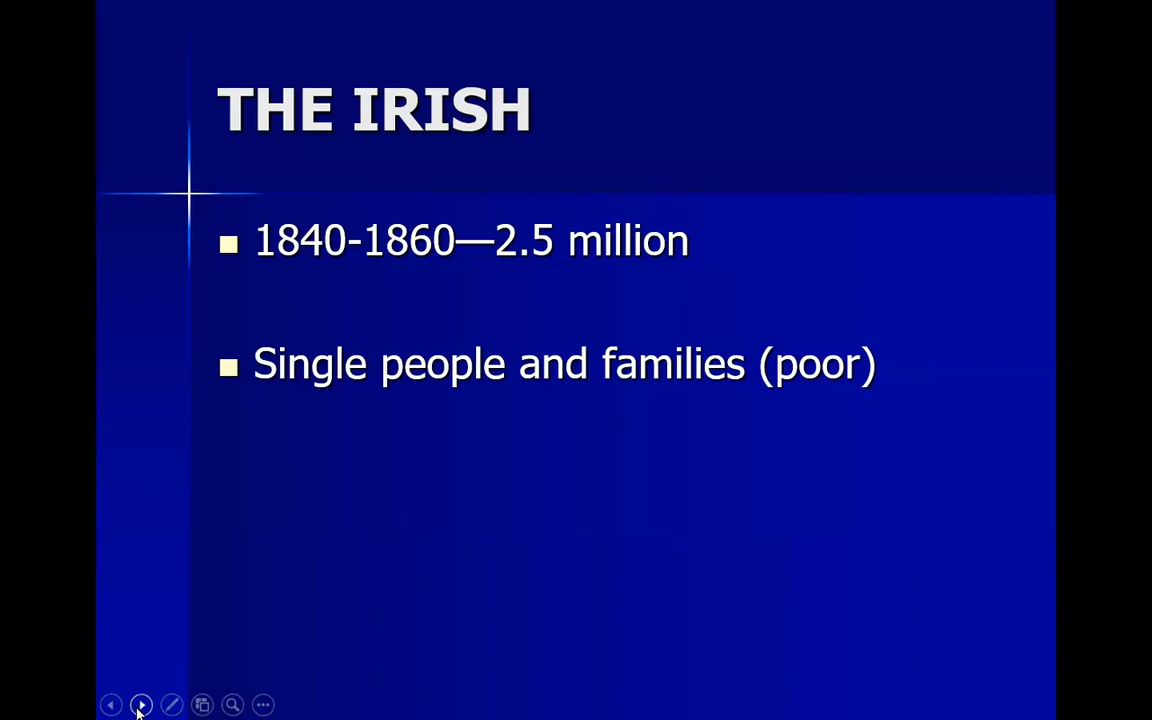 THE IRISH
1840-1860—2.5 million
Single people and families (poor)